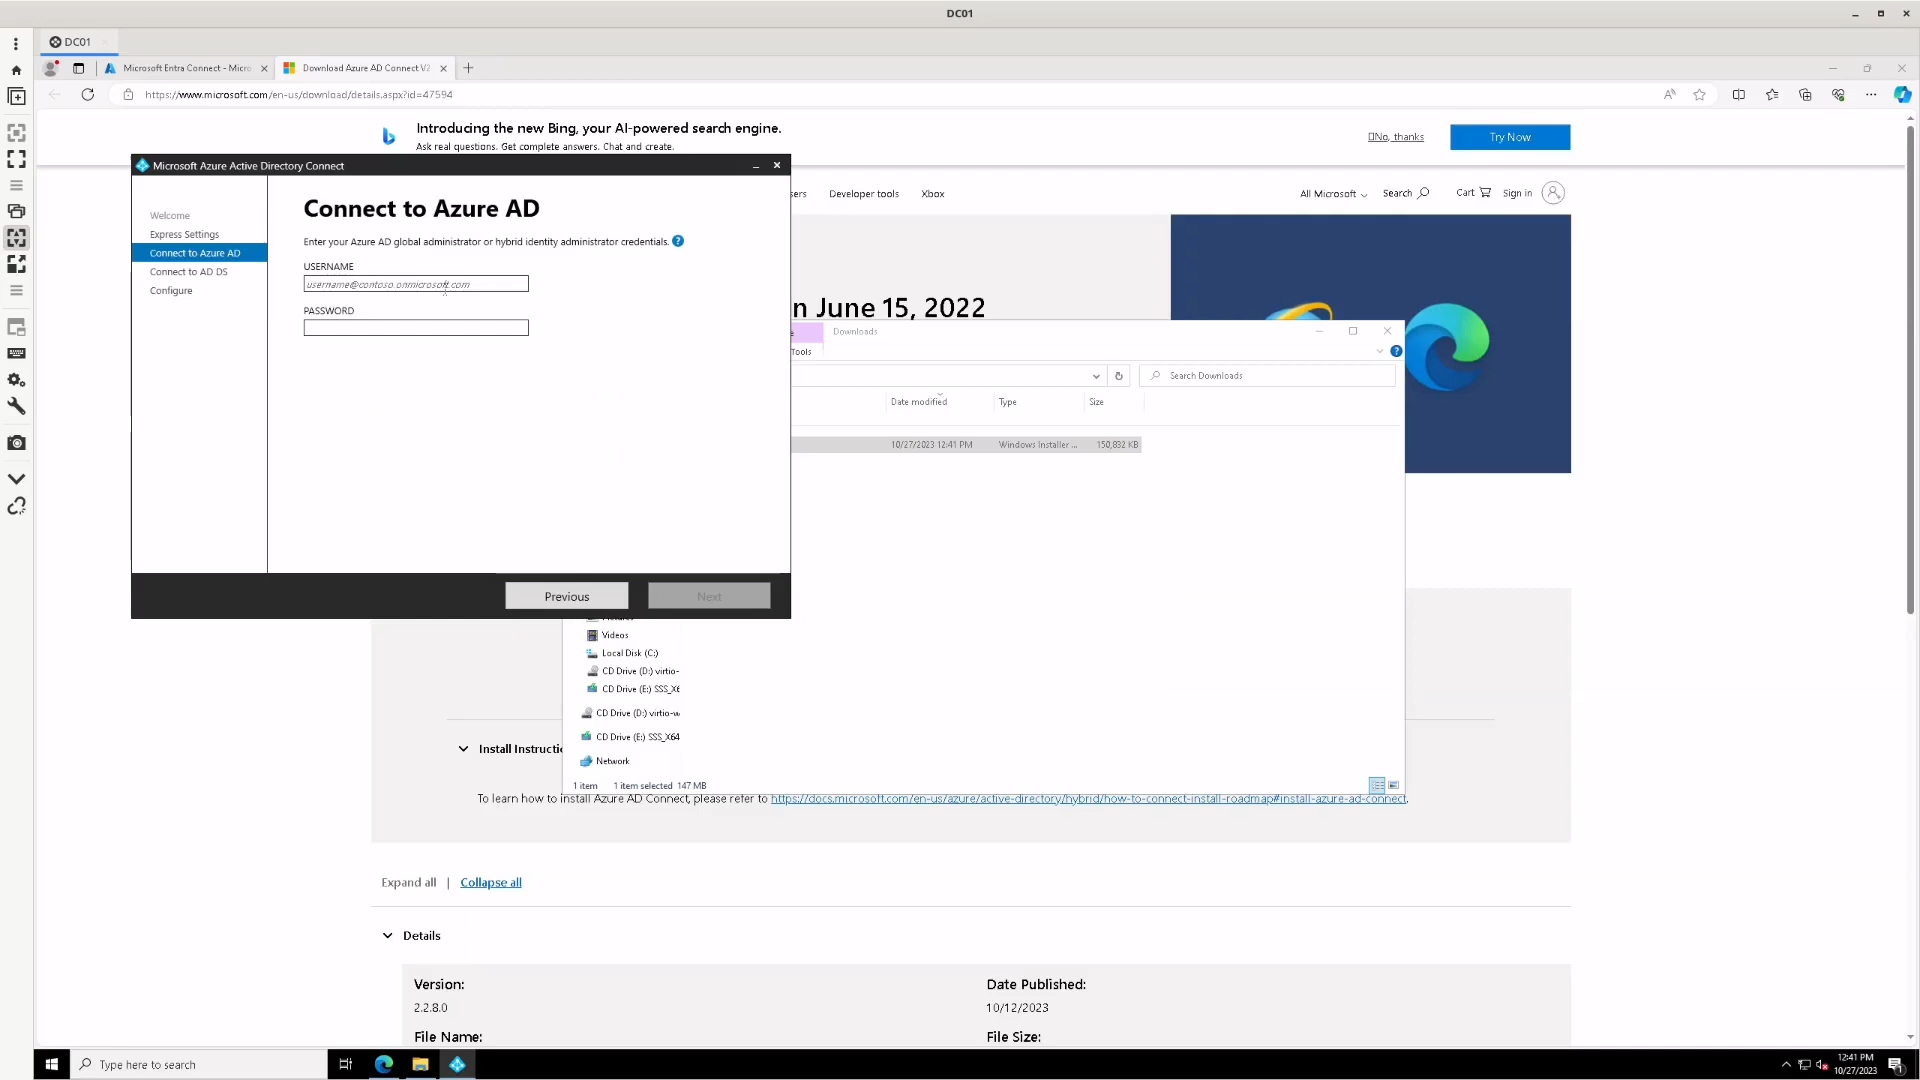 DC01
DC01
Microsoft Entra Connect - Micro
Download Azure AD Connect V2
https://www.microsoft.com/en-us/download/details.aspx?id=47594
Introducing the new Bing, your AI-powered search engine.
Ask real questions. Get complete answers. Chat and create.
No, thanks
Try Now
Microsoft Azure Active Directory Connect
Developer tools
Xbox
All Microsoft
Search
Cart
Sign in
Welcome
Express Settings
Connect to Azure AD
Connect to AD DS
Configure
Connect to Azure AD
Enter your Azure AD global administrator or hybrid identity administrator credentials.
USERNAME
username@contoso.onmicrosoft.com
PASSWORD
Previous
Next
n June 15, 2022
Downloads
Tools
Search Downloads
Date modified
Type
Size
10/27/2023 12:41 PM
Windows Installer ...
150,832 KB
Videos
Local Disk (C:)
CD Drive (D:) virtio-
CD Drive (E:) SSS_X6
CD Drive (D:) virtio-w
CD Drive (E:) SSS_X64
Network
1 item
1 item selected 147 MB
Install Instructi
To learn how to install Azure AD Connect, please refer to https://docs.microsoft.com/en-us/azure/active-directory/hybrid/how-to-connect-install-roadmap#install-azure-ad-connect.
Expand all | Collapse all
Details
Version:
2.2.8.0
Date Published:
10/12/2023
File Name:
File Size:
Type here to search
12:41 PM
10/27/2023